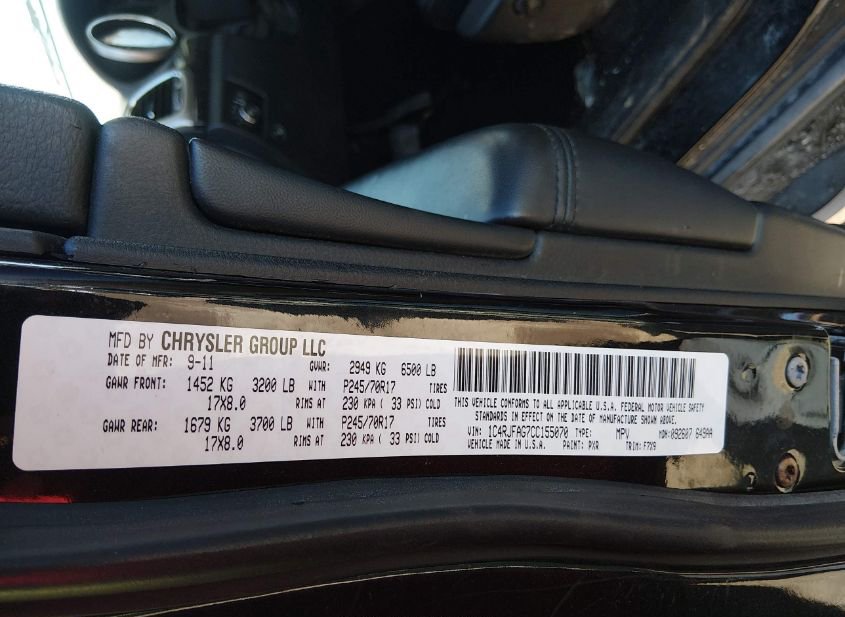 MFD BY CHRYSLER GROUP LLC
DATE OF MFR: 9-11 GVWR: 2949 KG 6500 LB
GAWR FRONT: 1452 KG 3200 LB WITH P245/70R17 TIRES
17X8.0 RIMS AT 230 KPA ( 33 PSI) COLD
GAWR REAR: 1679 KG 3700 LB WITH P245/70R17 TIRES
17X8.0 RIMS AT 230 KPA ( 33 PSI) COLD
THIS VEHICLE CONFORMS TO ALL APPLICABLE U.S.A. FEDERAL MOTOR VEHICLE SAFETY
STANDARDS IN EFFECT ON THE DATE OF MANUFACTURE SHOWN ABOVE.
VIN: 1C4RJFAG7CC155070 TYPE: MPV MDH: 092607 649AA
VEHICLE MADE IN U.S.A. PAINT: PXR TRIM: